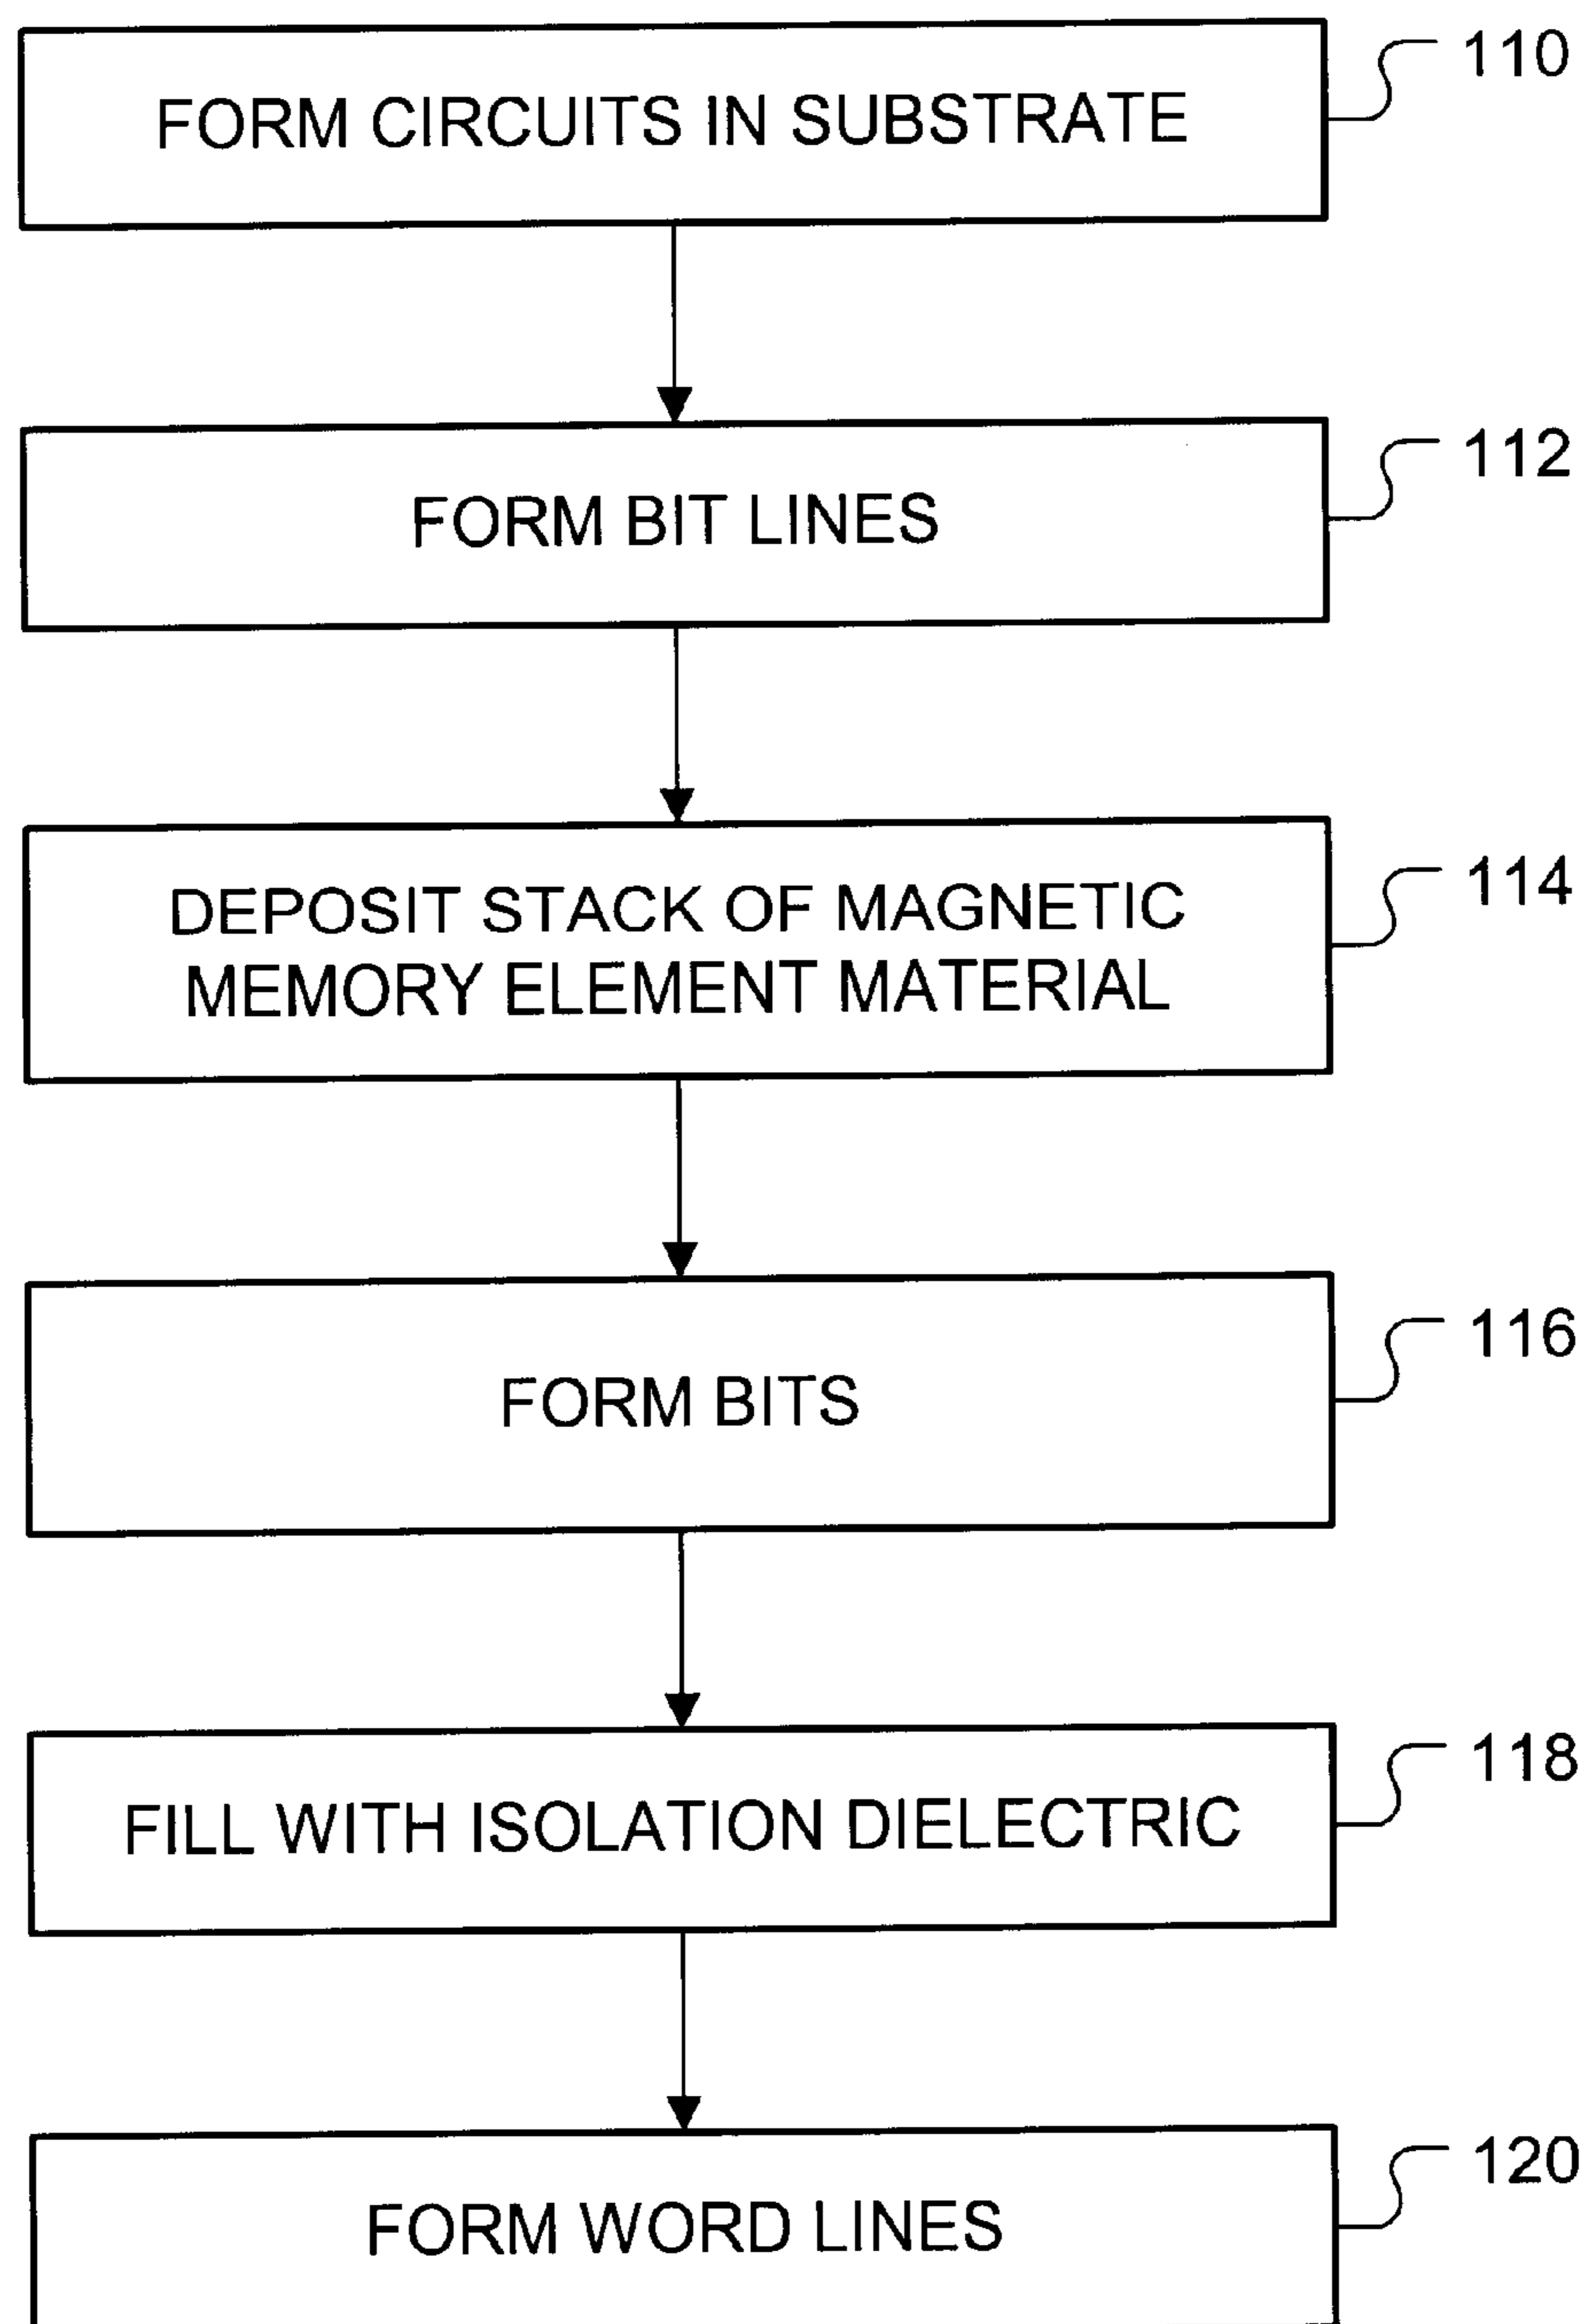 FORM CIRCUITS IN SUBSTRATE
110
FORM BIT LINES
112
DEPOSIT STACK OF MAGNETIC
MEMORY ELEMENT MATERIAL
114
FORM BITS
116
FILL WITH ISOLATION DIELECTRIC
118
FORM WORD LINES
120